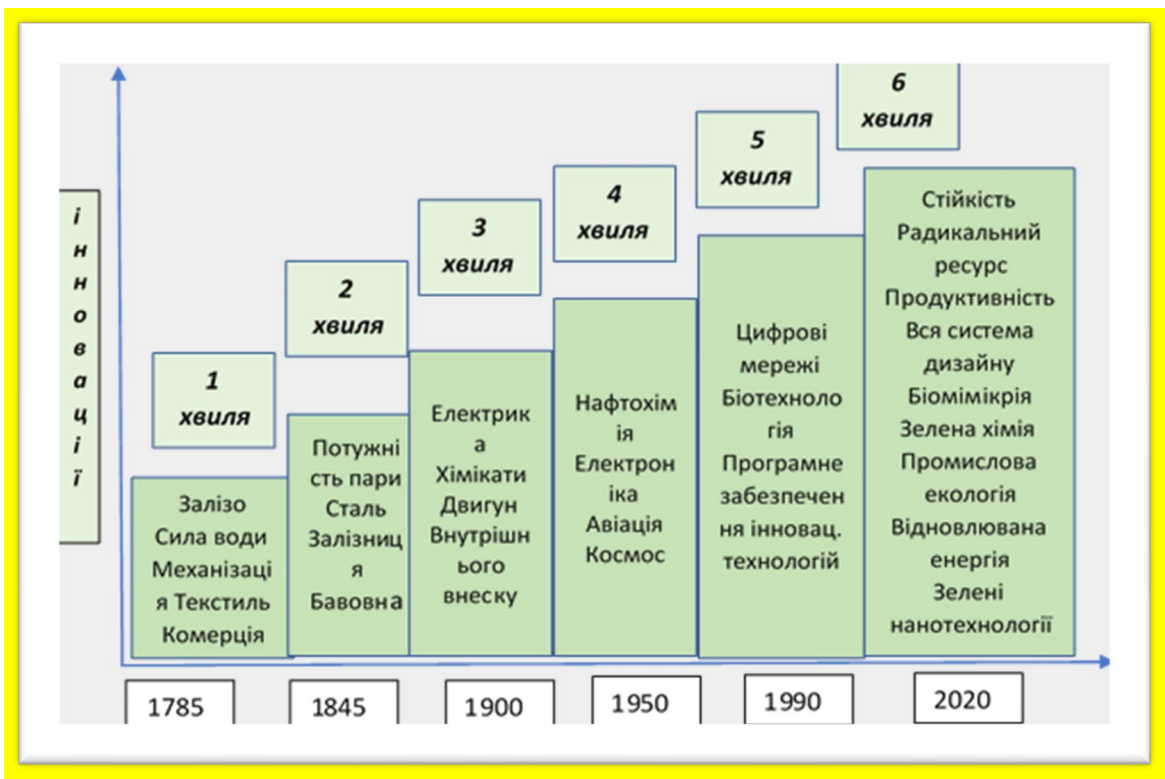 інновації
1
хвиля
2
хвиля
3
хвиля
4
хвиля
5
хвиля
6
хвиля
Залізо
Сила води
Механізаці
я Текстиль
Комерція
Потужні
сть пари
Сталь
Залізниц
я
Бавовна
Електрик
а
Хімікати
Двигун
Внутрішн
ього
внеску
Нафтохім
ія
Електрон
іка
Авіація
Космос
Цифрові
мережі
Біотехноло
гія
Програмне
забезпечен
ня інновац.
технологій
Стійкість
Радикальний
ресурс
Продуктивність
Вся система
дизайну
Біомімікрія
Зелена хімія
Промислова
екологія
Відновлювана
енергія
Зелені
нанотехнології
1785
1845
1900
1950
1990
2020